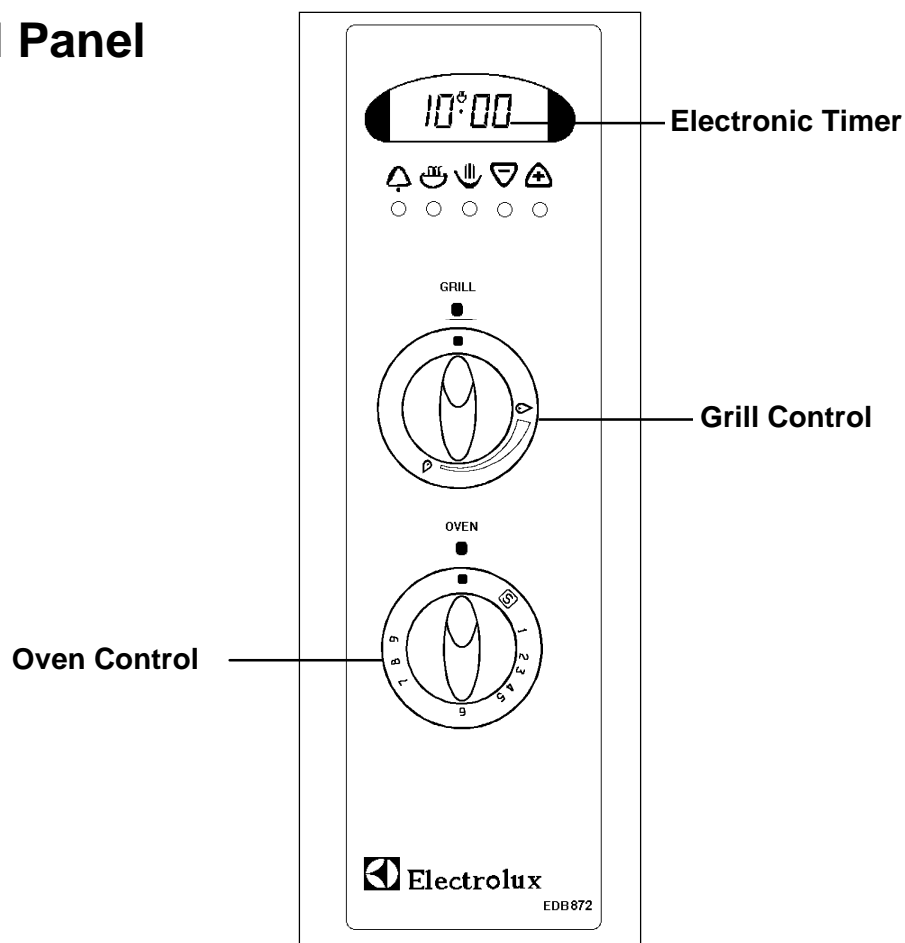 Panel
10:00
Electronic Timer
GRILL
Grill Control
OVEN
S
1
2
3
4
5
6
7
8
9
Oven Control
Electrolux
EDB872